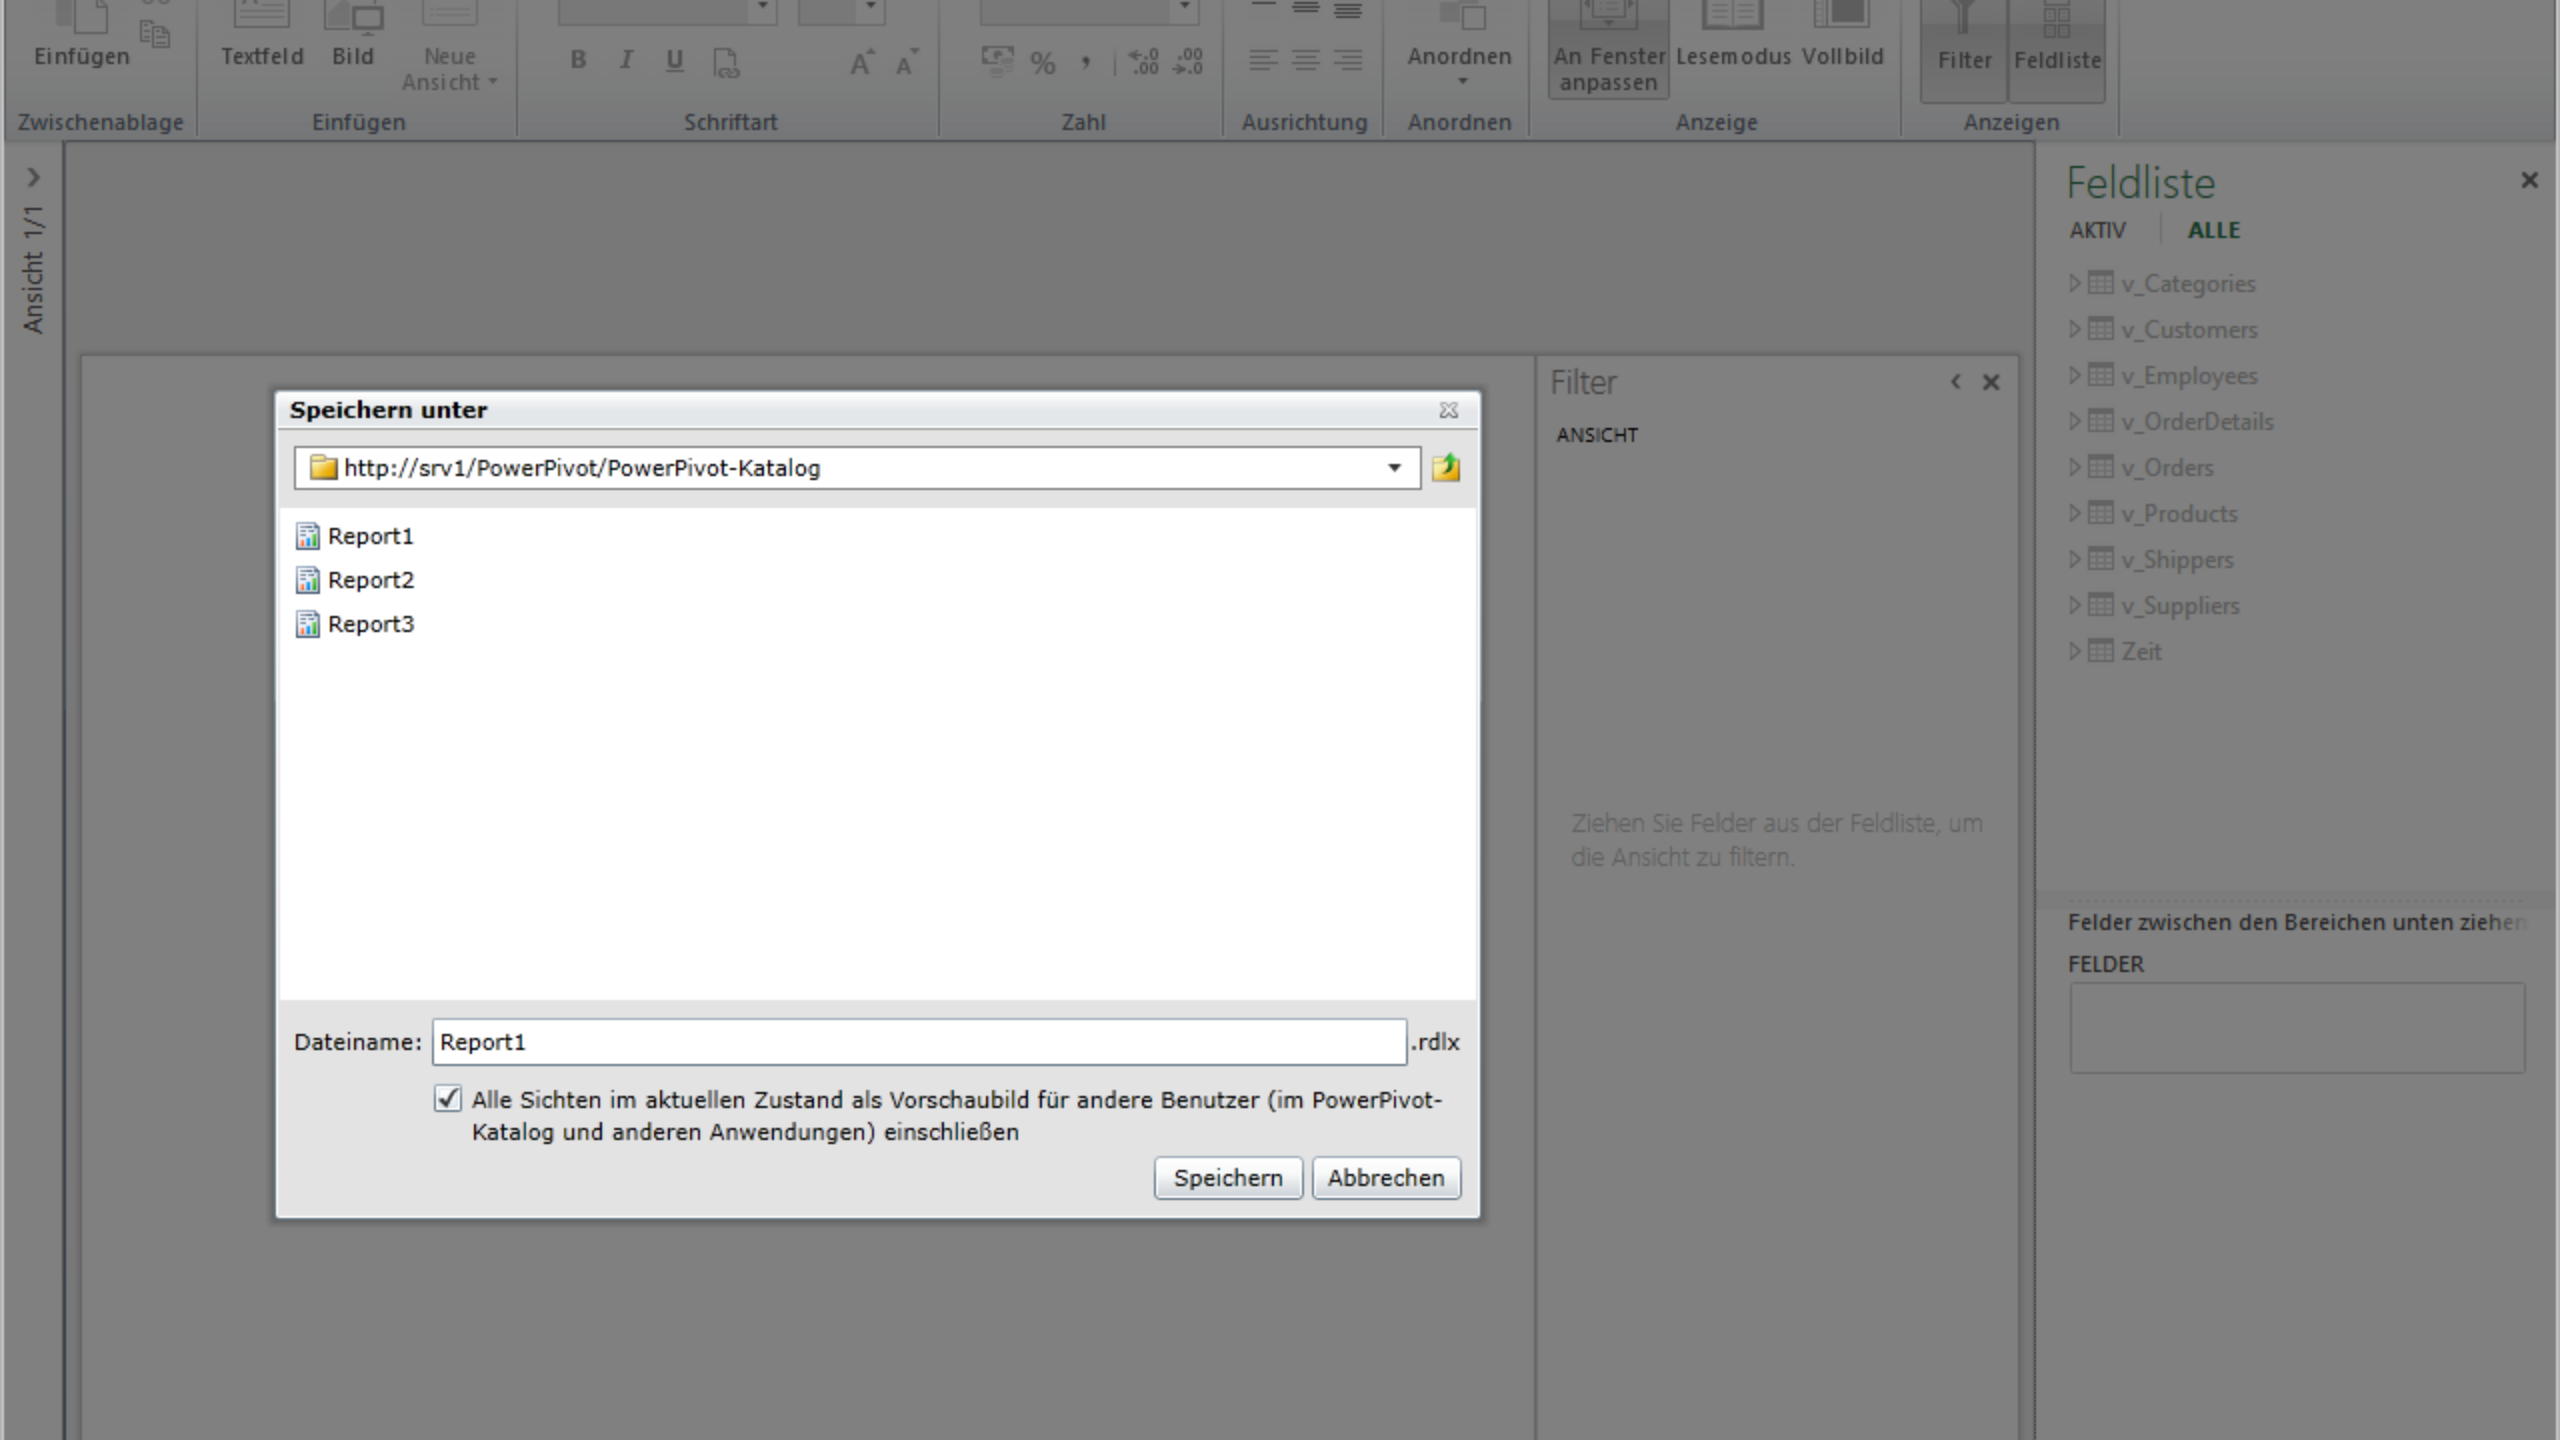 Einfügen
Textfeld
Bild
Neue
Ansicht
B I U
A A
% , ←.0 .00
.00 →.0
Anordnen
An Fenster
anpassen
Lesemodus
Vollbild
Filter
Feldliste
Zwischenablage
Einfügen
Schriftart
Zahl
Ausrichtung
Anordnen
Anzeige
Anzeigen
Ansicht 1/1
Speichern unter
http://srv1/PowerPivot/PowerPivot-Katalog
Report1
Report2
Report3
Dateiname: Report1 .rdlx
Alle Sichten im aktuellen Zustand als Vorschaubild für andere Benutzer (im PowerPivot-
Katalog und anderen Anwendungen) einschließen
Speichern
Abbrechen
Filter
ANSICHT
Ziehen Sie Felder aus der Feldliste, um
die Ansicht zu filtern.
Feldliste
AKTIV
ALLE
v_Categories
v_Customers
v_Employees
v_OrderDetails
v_Orders
v_Products
v_Shippers
v_Suppliers
Zeit
Felder zwischen den Bereichen unten ziehen
FELDER